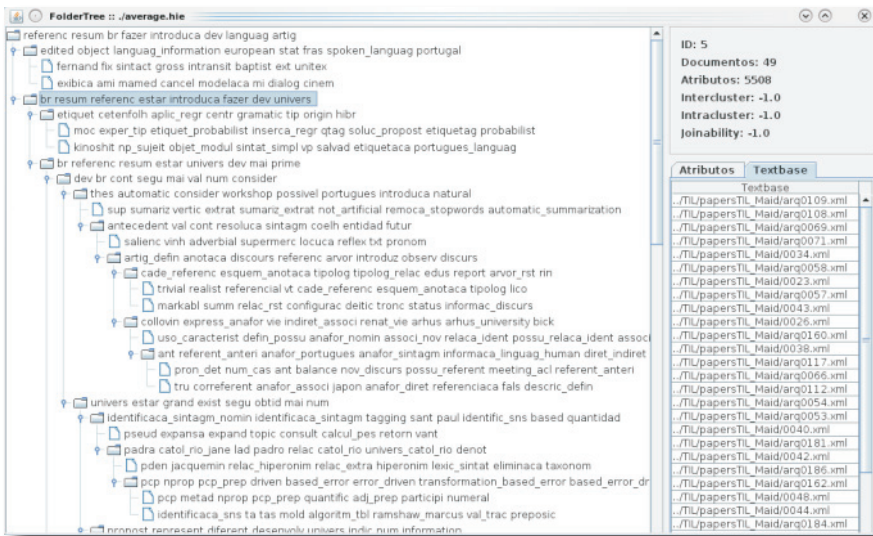 FolderTree :: ./average.hie
referenc resum br fazer introduca dev languag artig
edited object languag_information european stat fras spoken_languag portugal
fernand fix sintact gross intransit baptist ext unitex
exibica ami mamed cancel modelaca mi dialog cinem
br resum referenc estar introduca fazer dev univers
etiquet cetenfolh aplic_regr centr gramatic tip origin hibr
moc exper_tip etiquet_probabilist inserca_regr qtag soluc_propost etiquetag probabilist
kinoshit np_sujeit objet_modul sintat_simpl vp salvad etiquetaca portugues_languag
br referenc resum estar univers dev mai prime
dev br cont segu mai val num consider
thes automatic consider workshop possivel portugues introduca natural
sup sumariz vertic extrat sumariz_extrat not_artificial remoca_stopwords automatic_summarization
antecedent val cont resoluca sintagm coelh entidad futur
salienc vinh adverbial supermerc locuca reflex txt pronom
artig_defin anotaca discours referenc arvor introduz observ discurs
cade_referenc esquem_anotaca tipolog tipolog_relac edus report arvor_rst rin
trivial realist referencial vt cade_referenc esquem_anotaca tipolog lico
markabl summ relac_rst configurac deitic tronc status informac_discurs
collovin express_anafor vie indiret_associ renat_vie arhus arhus_university bick
uso_caracterist defin_possu anafor_nomin associ_nov relaca_ident possu_relaca_ident associ
ant referent_anteri anafor_portugues anafor_sintagm informaca_linguag_human diret_indiret
pron_det num_cas ant balance nov_discurs possu_referent meeting_acl referent_anteri
tru correferent anafor_associ japon anafor_diret referenciaca fals descric_defin
univers estar grand exist segu obtid mai num
identificaca_sintagm_nomin identificaca_sintagm tagging sant paul identific_sns based quantidad
pseud expansa expand topic consult calcul_pes retorn vant
padra catol_rio_jane lad padro relac catol_rio univers_catol_rio denot
pden jacquemin relac_hiperonim relac_extra hiperonim lexic_sintat eliminaca taxonom
pcp nprop pcp_prep driven based_error error_driven transformation_based_error based_error_dr
pcp metad nprop pcp_prep quantific adj_prep participi numeral
identificaca_sns ta tas mold algoritm_tbl ramshaw_marcus val_trac preposic
propost represent diferent desenvolv univers indic num information
ID: 5
Documentos: 49
Atributos: 5508
Intercluster: -1.0
Intracluster: -1.0
Joinability: -1.0
Atributos Textbase
Textbase
../TIL/papersTIL_Maid/arq0109.xml
../TIL/papersTIL_Maid/arq0108.xml
../TIL/papersTIL_Maid/arq0069.xml
../TIL/papersTIL_Maid/arq0071.xml
../TIL/papersTIL_Maid/0034.xml
../TIL/papersTIL_Maid/arq0058.xml
../TIL/papersTIL_Maid/0023.xml
../TIL/papersTIL_Maid/arq0057.xml
../TIL/papersTIL_Maid/0043.xml
../TIL/papersTIL_Maid/0026.xml
../TIL/papersTIL_Maid/arq0160.xml
../TIL/papersTIL_Maid/0038.xml
../TIL/papersTIL_Maid/arq0117.xml
../TIL/papersTIL_Maid/arq0066.xml
../TIL/papersTIL_Maid/arq0112.xml
../TIL/papersTIL_Maid/arq0054.xml
../TIL/papersTIL_Maid/arq0053.xml
../TIL/papersTIL_Maid/0040.xml
../TIL/papersTIL_Maid/arq0181.xml
../TIL/papersTIL_Maid/0042.xml
../TIL/papersTIL_Maid/arq0186.xml
../TIL/papersTIL_Maid/arq0162.xml
../TIL/papersTIL_Maid/0048.xml
../TIL/papersTIL_Maid/0044.xml
../TIL/papersTIL_Maid/arq0184.xml